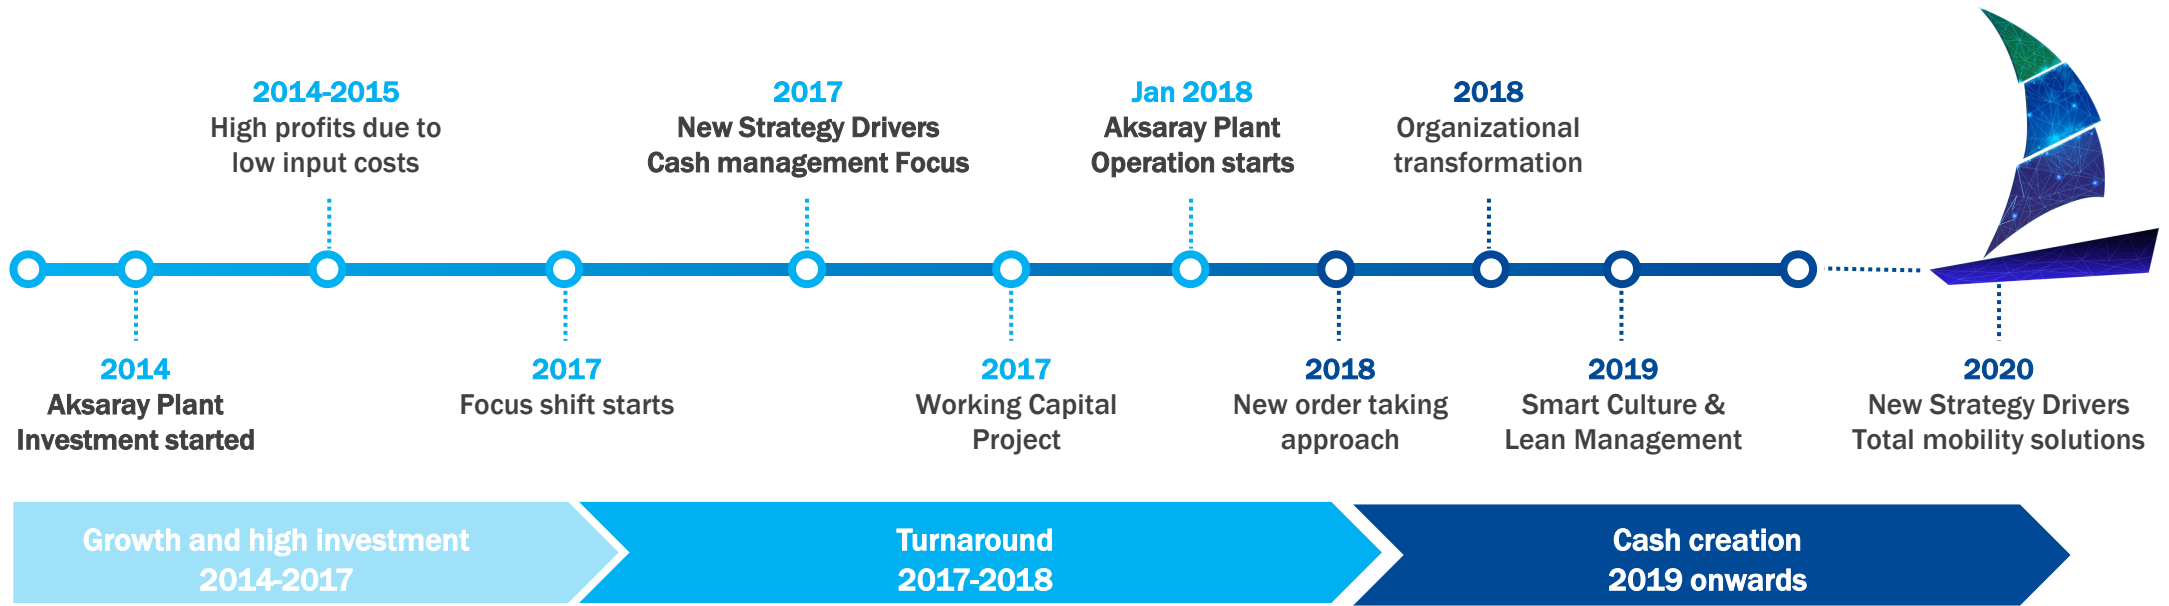 2014-2015
High profits due to
low input costs
2017
New Strategy Drivers
Cash management Focus
Jan 2018
Aksaray Plant
Operation starts
2018
Organizational
transformation
2014
Aksaray Plant
Investment started
2017
Focus shift starts
2017
Working Capital
Project
2018
New order taking
approach
2019
Smart Culture &
Lean Management
2020
New Strategy Drivers
Total mobility solutions
Growth and high investment
2014-2017
Turnaround
2017-2018
Cash creation
2019 onwards